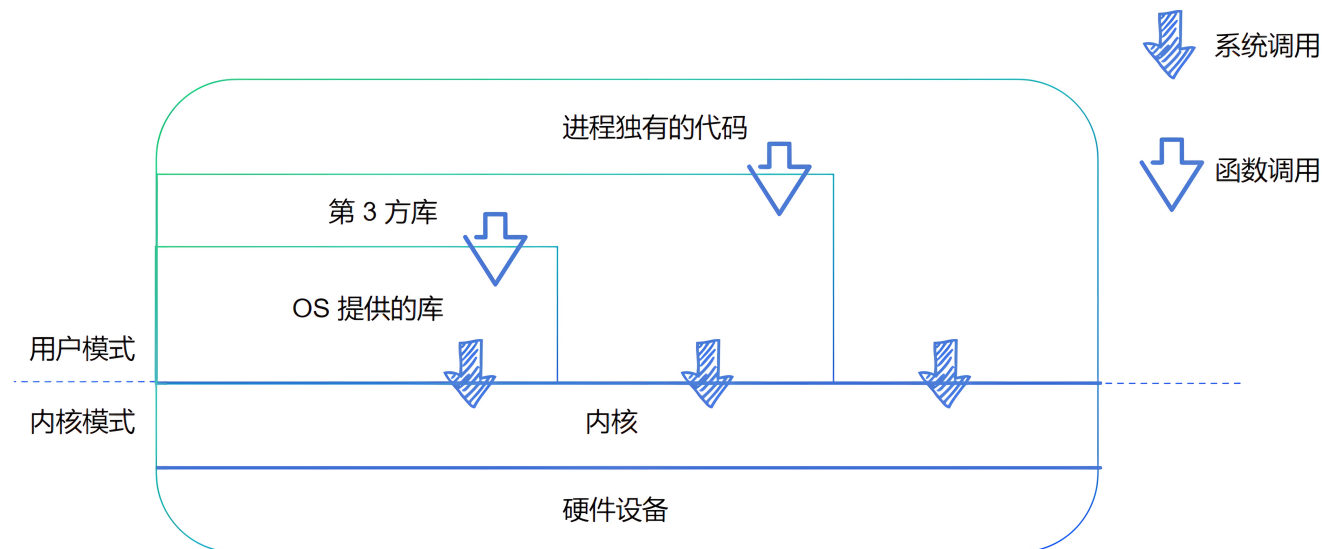 系统调用
进程独有的代码
函数调用
第 3 方库
OS 提供的库
用户模式
内核模式
内核
硬件设备